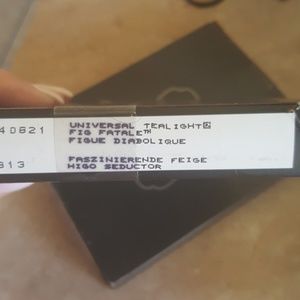 40821 UNIVERSAL TEALIGHT
FIG FATALE™
FIGUE DIABOLIQUE
813 FASZINIERENDE FEIGE
HIGO SEDUCTOR